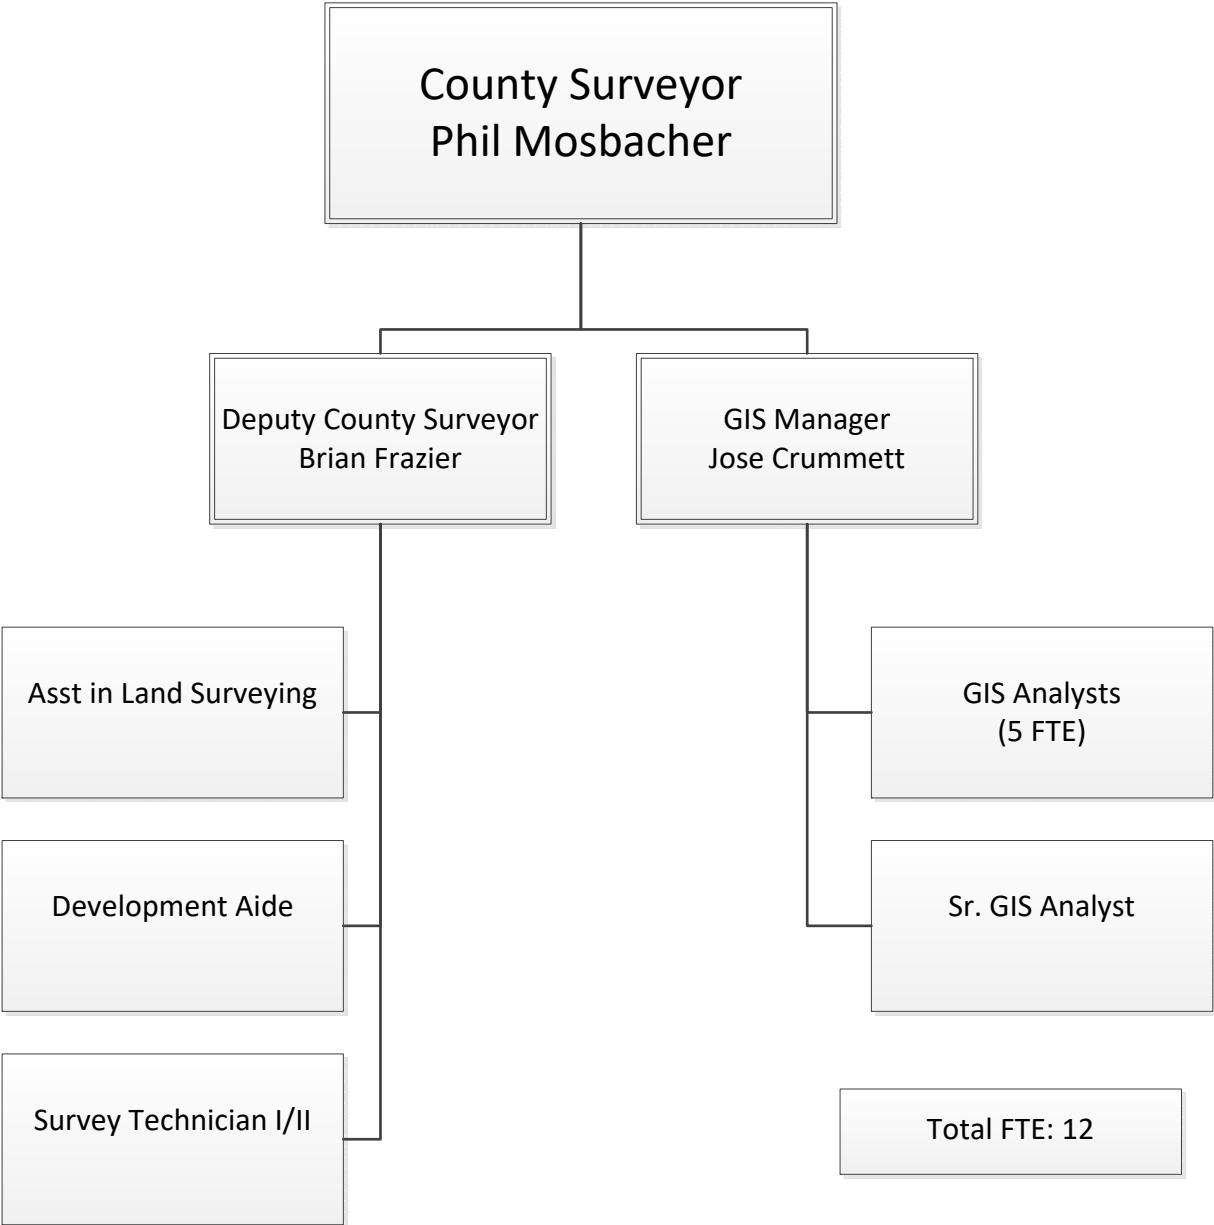 County Surveyor
Phil Mosbacher
Deputy County Surveyor
Brian Frazier
GIS Manager
Jose Crummett
Asst in Land Surveying
GIS Analysts
(5 FTE)
Development Aide
Sr. GIS Analyst
Survey Technician I/II
Total FTE: 12